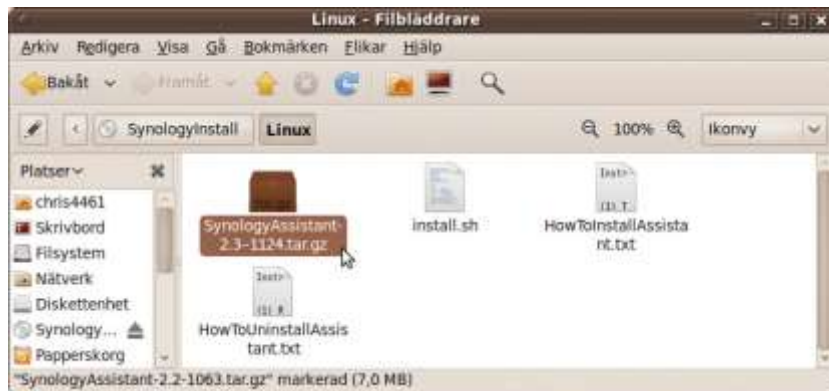 Linux - Filbläddrare
Arkiv Redigera Visa Gå Bokmärken Flikar Hjälp
Bakåt Framåt
SynologyInstall Linux 100% Ikonvy
Platser
chris4461
Skrivbord
Filsystem
Nätverk
Diskettenhet
Synology...
Papperskorg
SynologyAssistant-
2.3-1124.tar.gz
install.sh
HowToInstallAssista
nt.txt
HowToUninstallAssis
tant.txt
"SynologyAssistant-2.2-1063.tar.gz" markerad (7,0 MB)